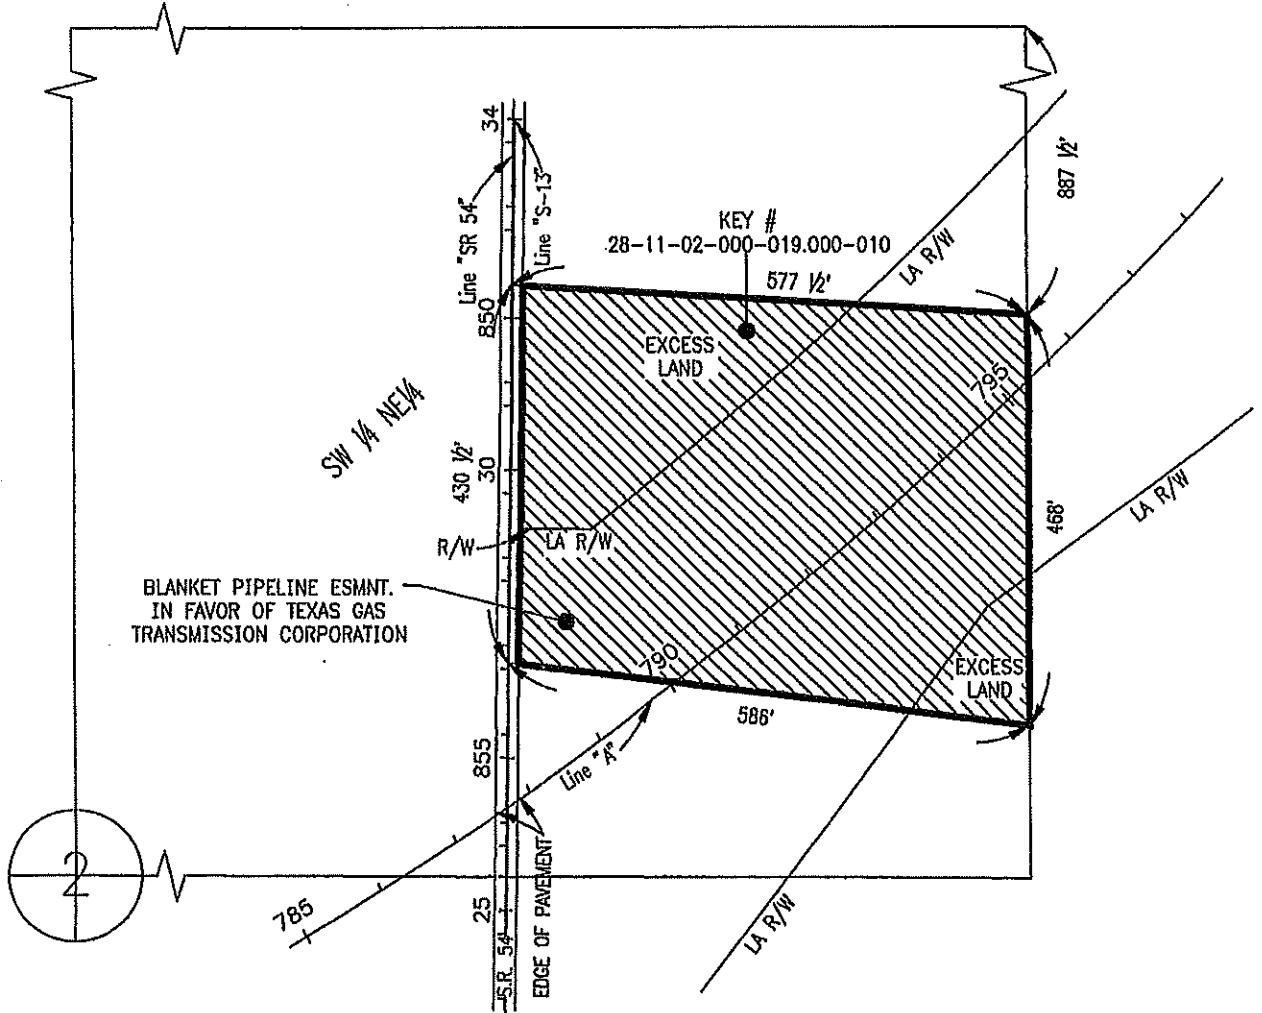 34
Line "SR 54"
Line "S-13"
887 ½'
KEY #
28-11-02-000-019.000-010
577 ½'
LA R/W
850
EXCESS
LAND
795
SW ¼ NE¼
430 ½'
30
R/W
LA R/W
468'
LA R/W
BLANKET PIPELINE ESMNT.
IN FAVOR OF TEXAS GAS
TRANSMISSION CORPORATION
790
EXCESS
LAND
586'
855
Line "A"
2
785
25
S.R. 54
EDGE OF PAVEMENT
LA R/W